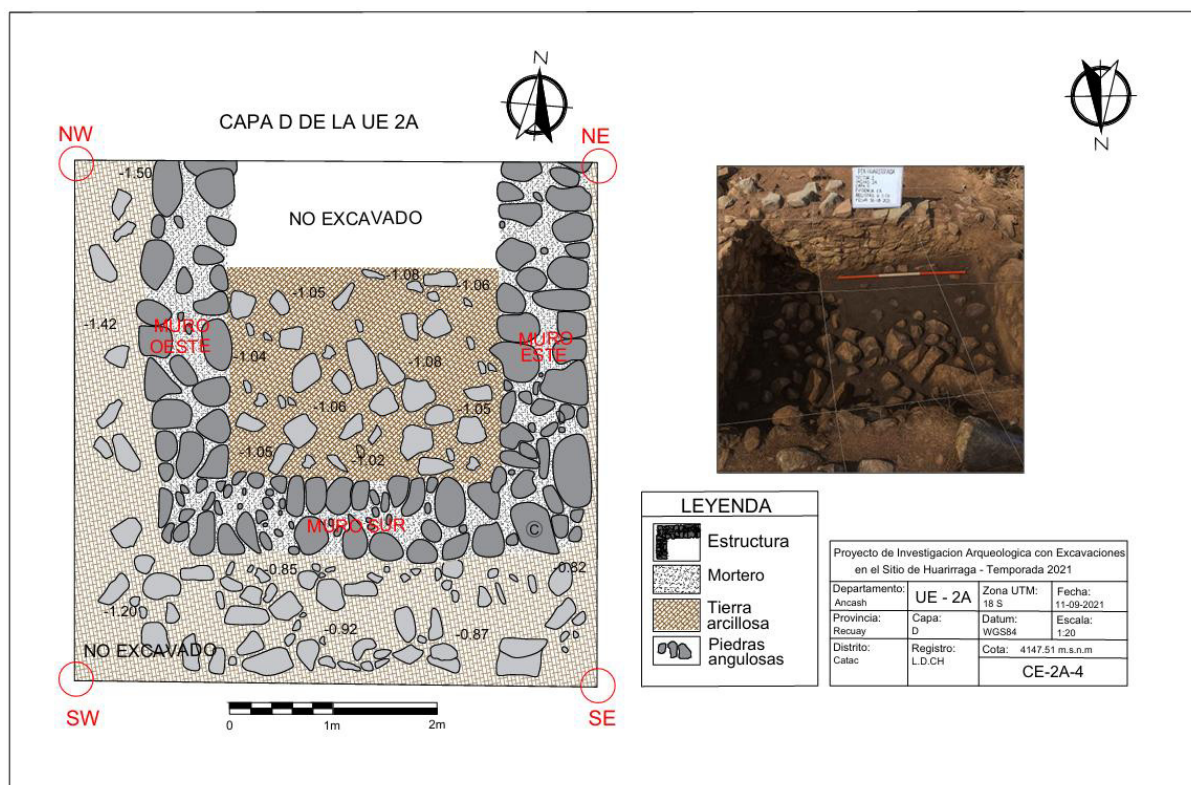 N
CAPA D DE LA UE 2A
NW
NE
-1.50
NO EXCAVADO
-1.08
-1.06
-1.05
-1.42
MURO
OESTE
MURO
ESTE
1.04
-1.08
-1.06
-1.05
-1.05
-1.02
MURO SUR
C
-0.85
-0.82
-1.20
-0.92
-0.87
NO EXCAVADO
SW
SE
0
1m
2m
N
LEYENDA
Estructura
Mortero
Tierra
arcillosa
Piedras
angulosas
Proyecto de Investigacion Arqueologica con Excavaciones
en el Sitio de Huarirraga - Temporada 2021
Departamento:
Ancash
UE - 2A
Zona UTM:
18 S
Fecha:
11-09-2021
Provincia:
Recuay
Capa:
D
Datum:
WGS84
Escala:
1:20
Distrito:
Catac
Registro:
L.D.CH
Cota: 4147.51 m.s.n.m
CE-2A-4